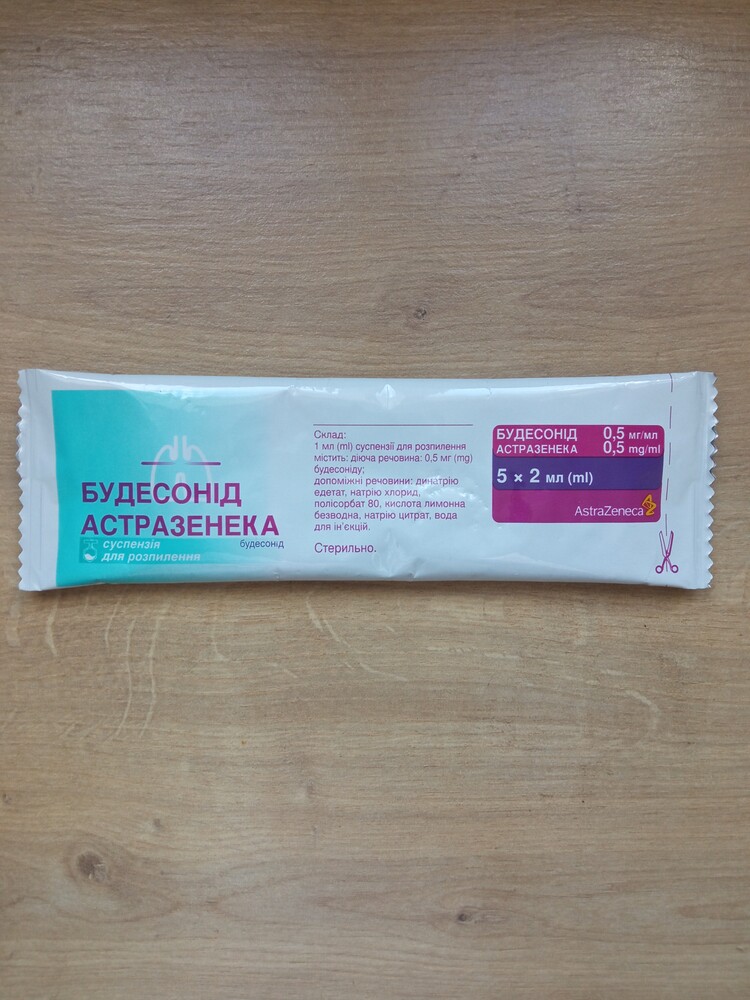 БУДЕСОНІД
АСТРАЗЕНЕКА
суспензія
для розпилення
будесонід
Склад:
1 мл (ml) суспензії для розпилення
містить: діюча речовина: 0,5 мг (mg)
будесоніду;
допоміжні речовини: динатрію
едетат, натрію хлорид,
полісорбат 80, кислота лимонна
безводна, натрію цитрат, вода
для ін'єкцій.
Стерильно.
БУДЕСОНІД 0,5 мг/мл
АСТРАЗЕНЕКА 0,5 mg/ml
5 × 2 мл (ml)
AstraZeneca